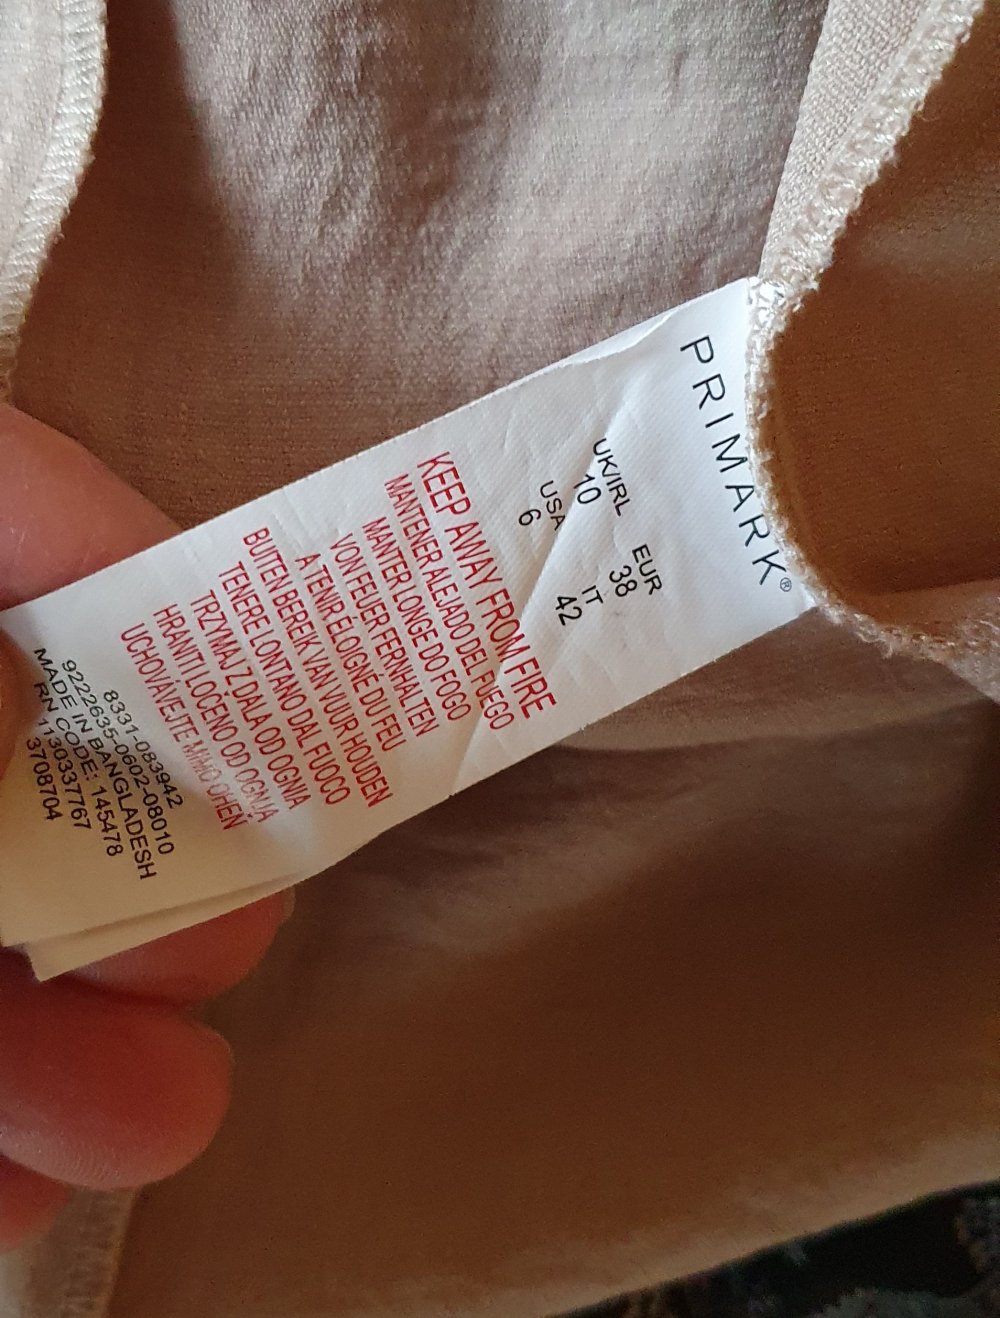 PRIMARK®
UK/IRL EUR
10 38
USA IT
6 42
KEEP AWAY FROM FIRE
MANTENER ALEJADO DEL FUEGO
MANTER LONGE DO FOGO
VON FEUER FERNHALTEN
A TENIR ÉLOIGNÉ DU FEU
BUITEN BEREIK VAN VUUR HOUDEN
TENERE LONTANO DAL FUOCO
TRZYMAJ Z DALA OD OGNIA
HRANITI LOČENO OD OGNJA
UCHOVÁVEJTE MIMO OHEŇ
8331-083942
9222635-0602-08010
MADE IN BANGLADESH
RN CODE: 145478
1130337767
3708704